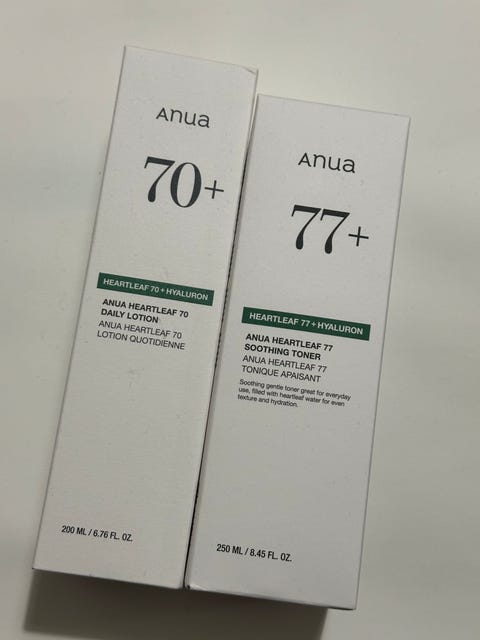 Anua
70+
HEARTLEAF 70 + HYALURON
ANUA HEARTLEAF 70
DAILY LOTION
ANUA HEARTLEAF 70
LOTION QUOTIDIENNE
200 ML / 6.76 FL. OZ.
Anua
77+
HEARTLEAF 77 + HYALURON
ANUA HEARTLEAF 77
SOOTHING TONER
ANUA HEARTLEAF 77
TONIQUE APAISANT
Soothing gentle toner great for everyday
use, filled with heartleaf water for even
texture and hydration.
250 ML / 8.45 FL. OZ.